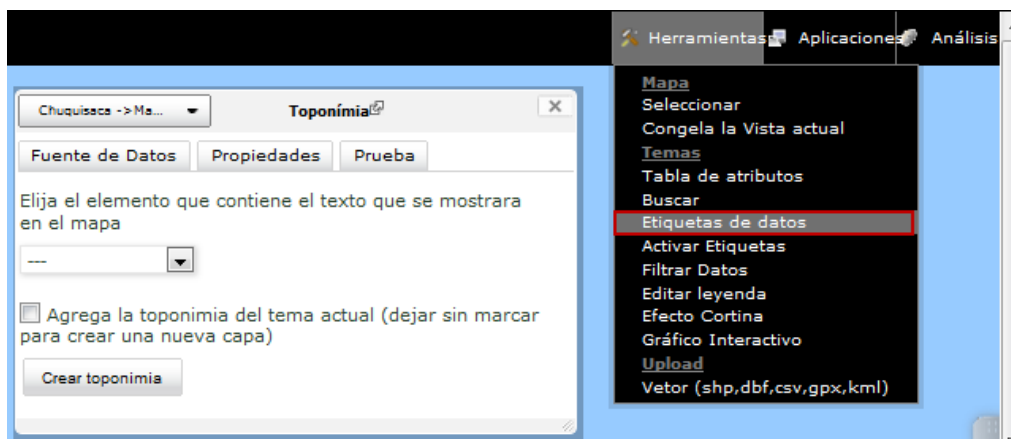 Herramientas Aplicaciones Análisis
Chuquisaca ->Ma...
Toponímia
Fuente de Datos Propiedades Prueba
Elija el elemento que contiene el texto que se mostrara
en el mapa
---
Agrega la toponimia del tema actual (dejar sin marcar
para crear una nueva capa)
Crear toponimia
Mapa
Seleccionar
Congela la Vista actual
Temas
Tabla de atributos
Buscar
Etiquetas de datos
Activar Etiquetas
Filtrar Datos
Editar leyenda
Efecto Cortina
Gráfico Interactivo
Upload
Vetor (shp,dbf,csv,gpx,kml)